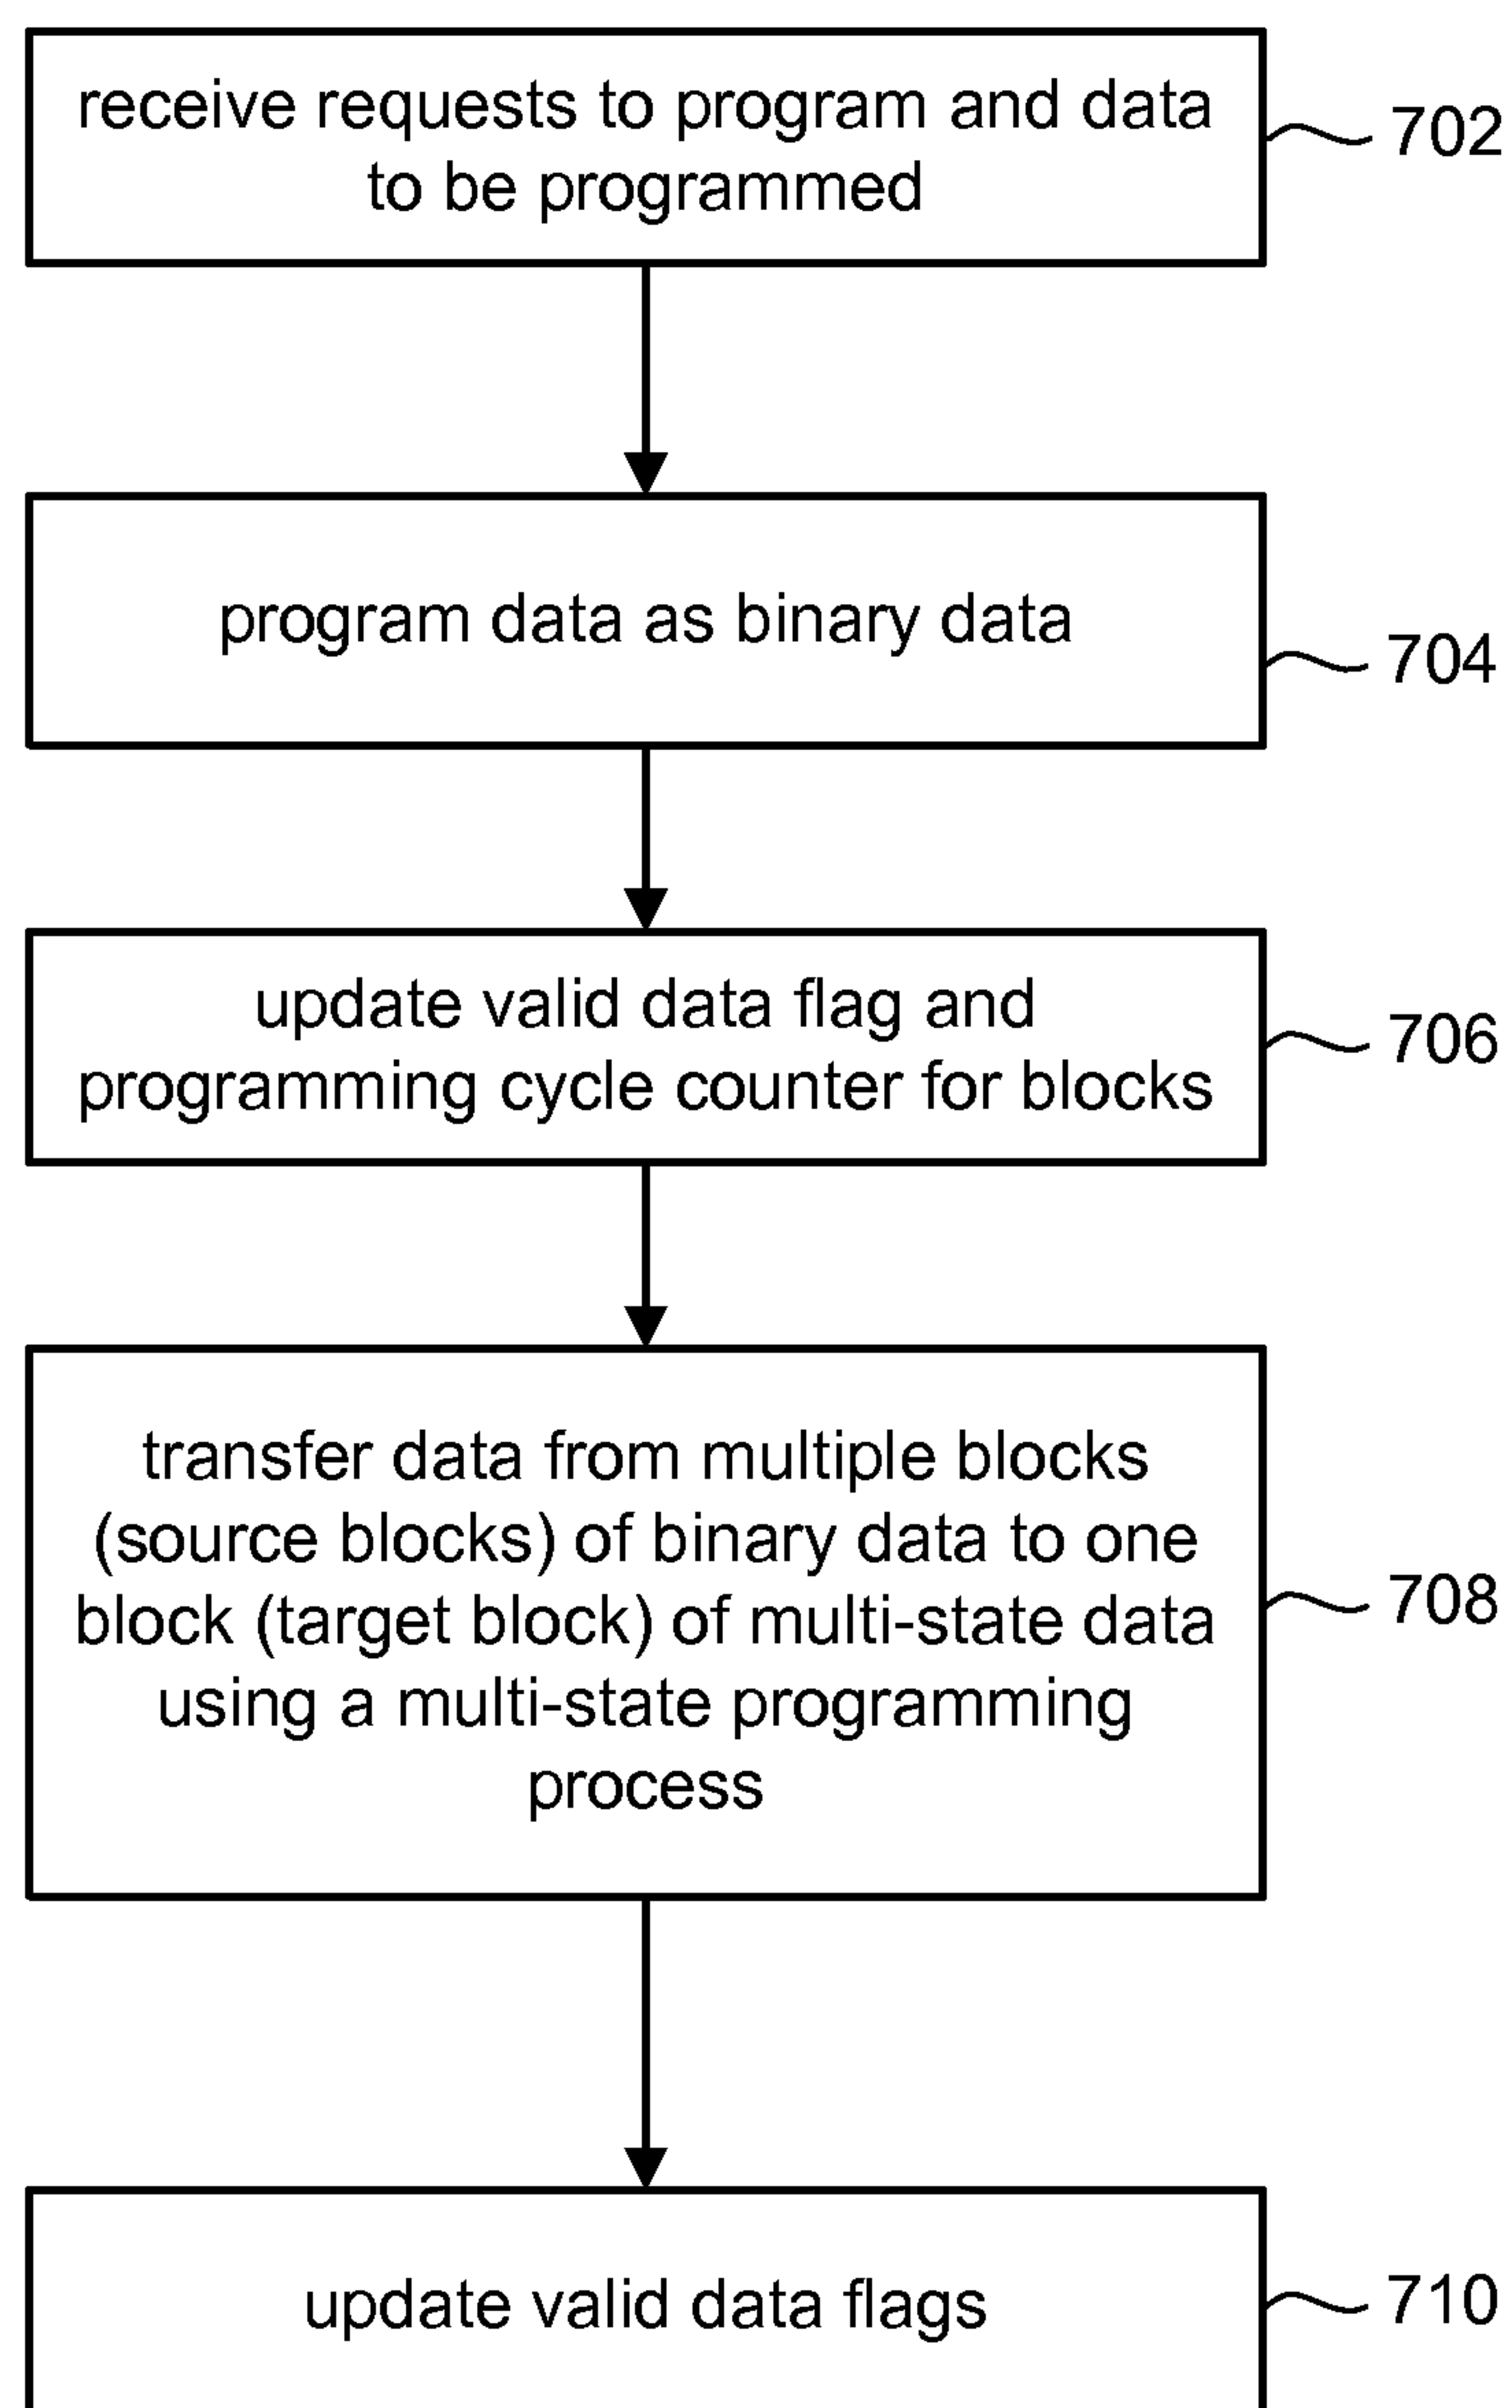 receive requests to program and data
to be programmed
702
program data as binary data
704
update valid data flag and
programming cycle counter for blocks
706
transfer data from multiple blocks
(source blocks) of binary data to one
block (target block) of multi-state data
using a multi-state programming
process
708
update valid data flags
710